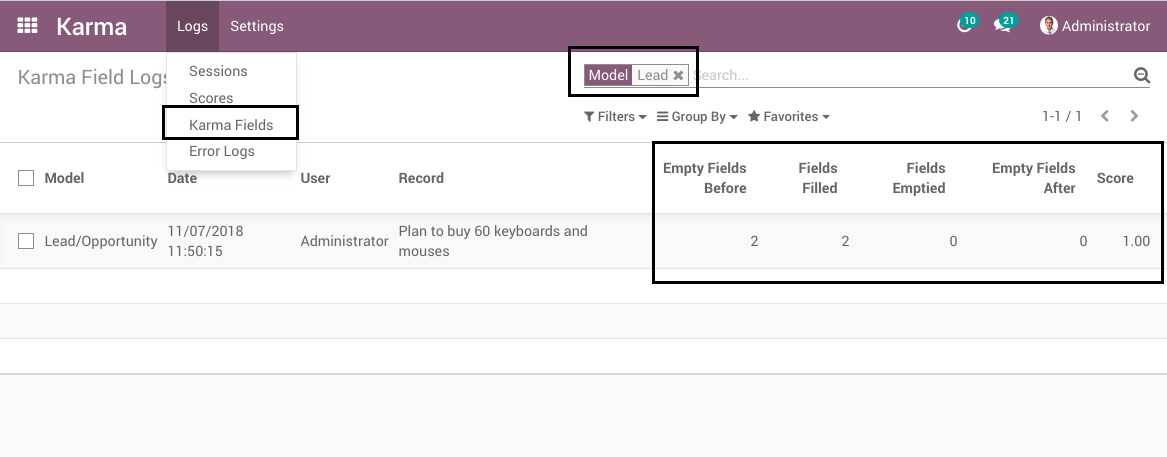 Karma Logs Settings 10 21 Administrator
Karma Field Logs Model Lead Search...
Sessions
Scores
Karma Fields
Error Logs
Filters Group By Favorites 1-1 / 1
Model Date User Record Empty Fields Before Fields Filled Fields Emptied Empty Fields After Score
Lead/Opportunity 11/07/2018 11:50:15 Administrator Plan to buy 60 keyboards and mouses 2 2 0 0 1.00